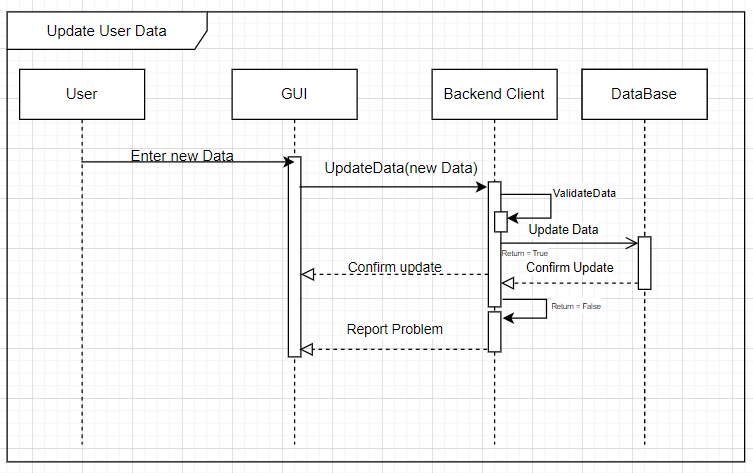 Update User Data
User
GUI
Backend Client
DataBase
Enter new Data
UpdateData(new Data)
ValidateData
Update Data
Return = True
Confirm update
Confirm Update
Return = False
Report Problem